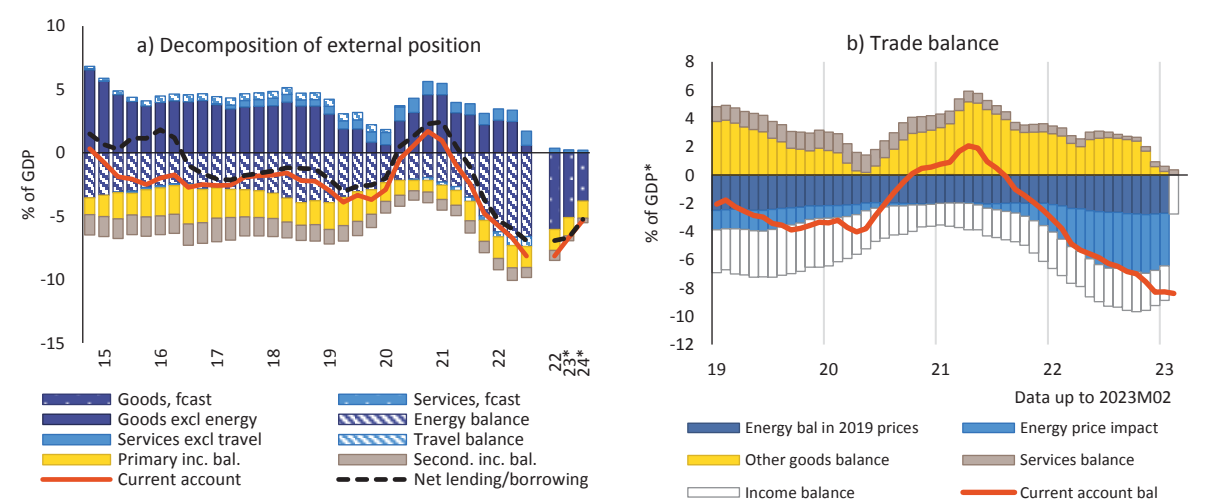 a) Decomposition of external position
% of GDP
10
5
0
-5
-10
-15
15
16
17
18
19
20
21
22
22
23*
24*
Goods, fcast
Services, fcast
Goods excl energy
Energy balance
Services excl travel
Travel balance
Primary inc. bal.
Second. inc. bal.
Current account
Net lending/borrowing
b) Trade balance
% of GDP*
8
6
4
2
0
-2
-4
-6
-8
-10
-12
19
20
21
22
23
Data up to 2023M02
Energy bal in 2019 prices
Energy price impact
Other goods balance
Services balance
Income balance
Current account bal